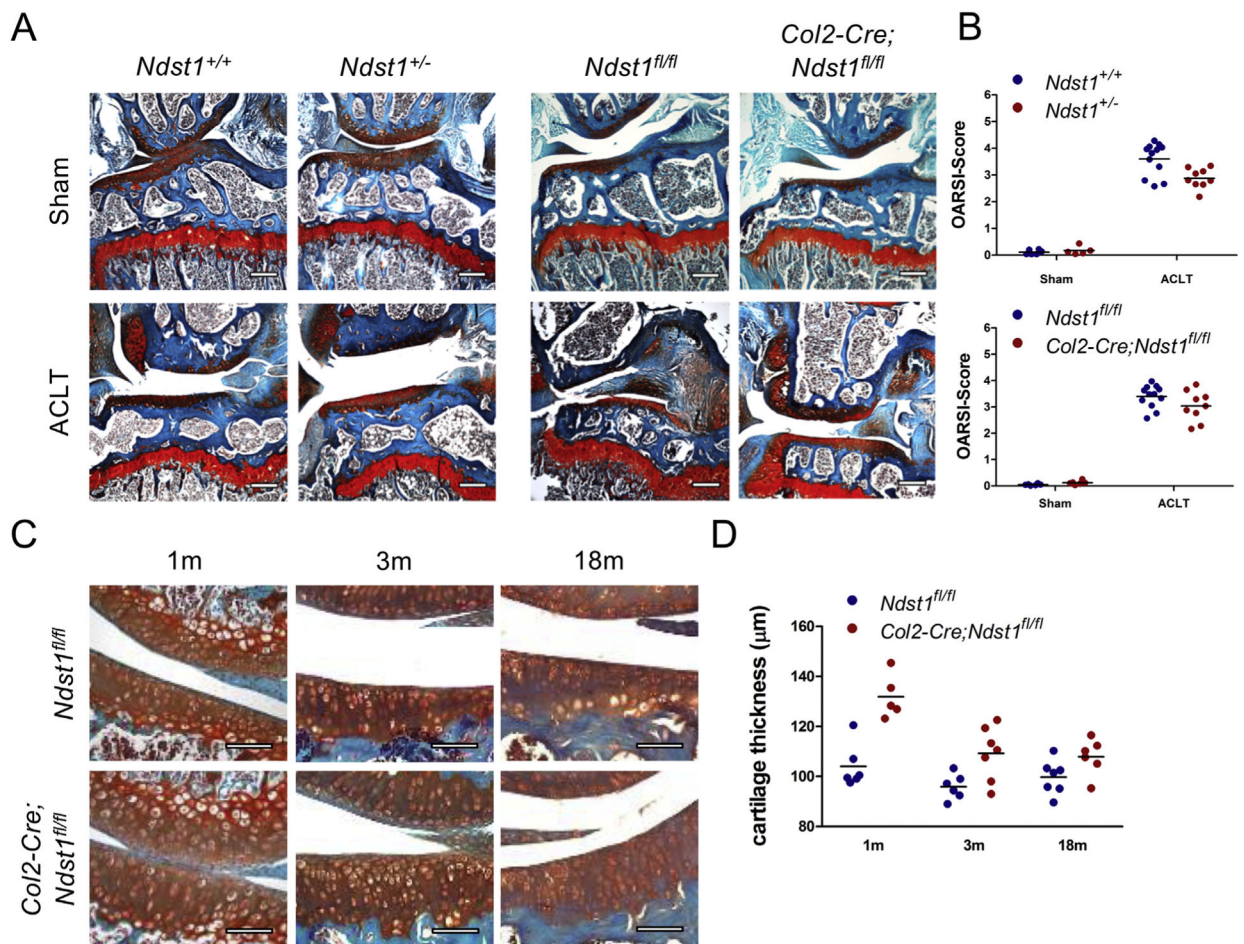 A
Ndst1+/+
Ndst1+/-
Ndst1fl/fl
Col2-Cre;
Ndst1fl/fl
Sham
ACLT
B
Ndst1+/+
Ndst1+/-
OARSI-Score
6
5
4
3
2
1
0
Sham
ACLT
Ndst1fl/fl
Col2-Cre;Ndst1fl/fl
OARSI-Score
6
5
4
3
2
1
0
Sham
ACLT
C
1m
3m
18m
Ndst1fl/fl
Col2-Cre;
Ndst1fl/fl
D
Ndst1fl/fl
Col2-Cre;Ndst1fl/fl
cartilage thickness (μm)
160
140
120
100
80
1m
3m
18m